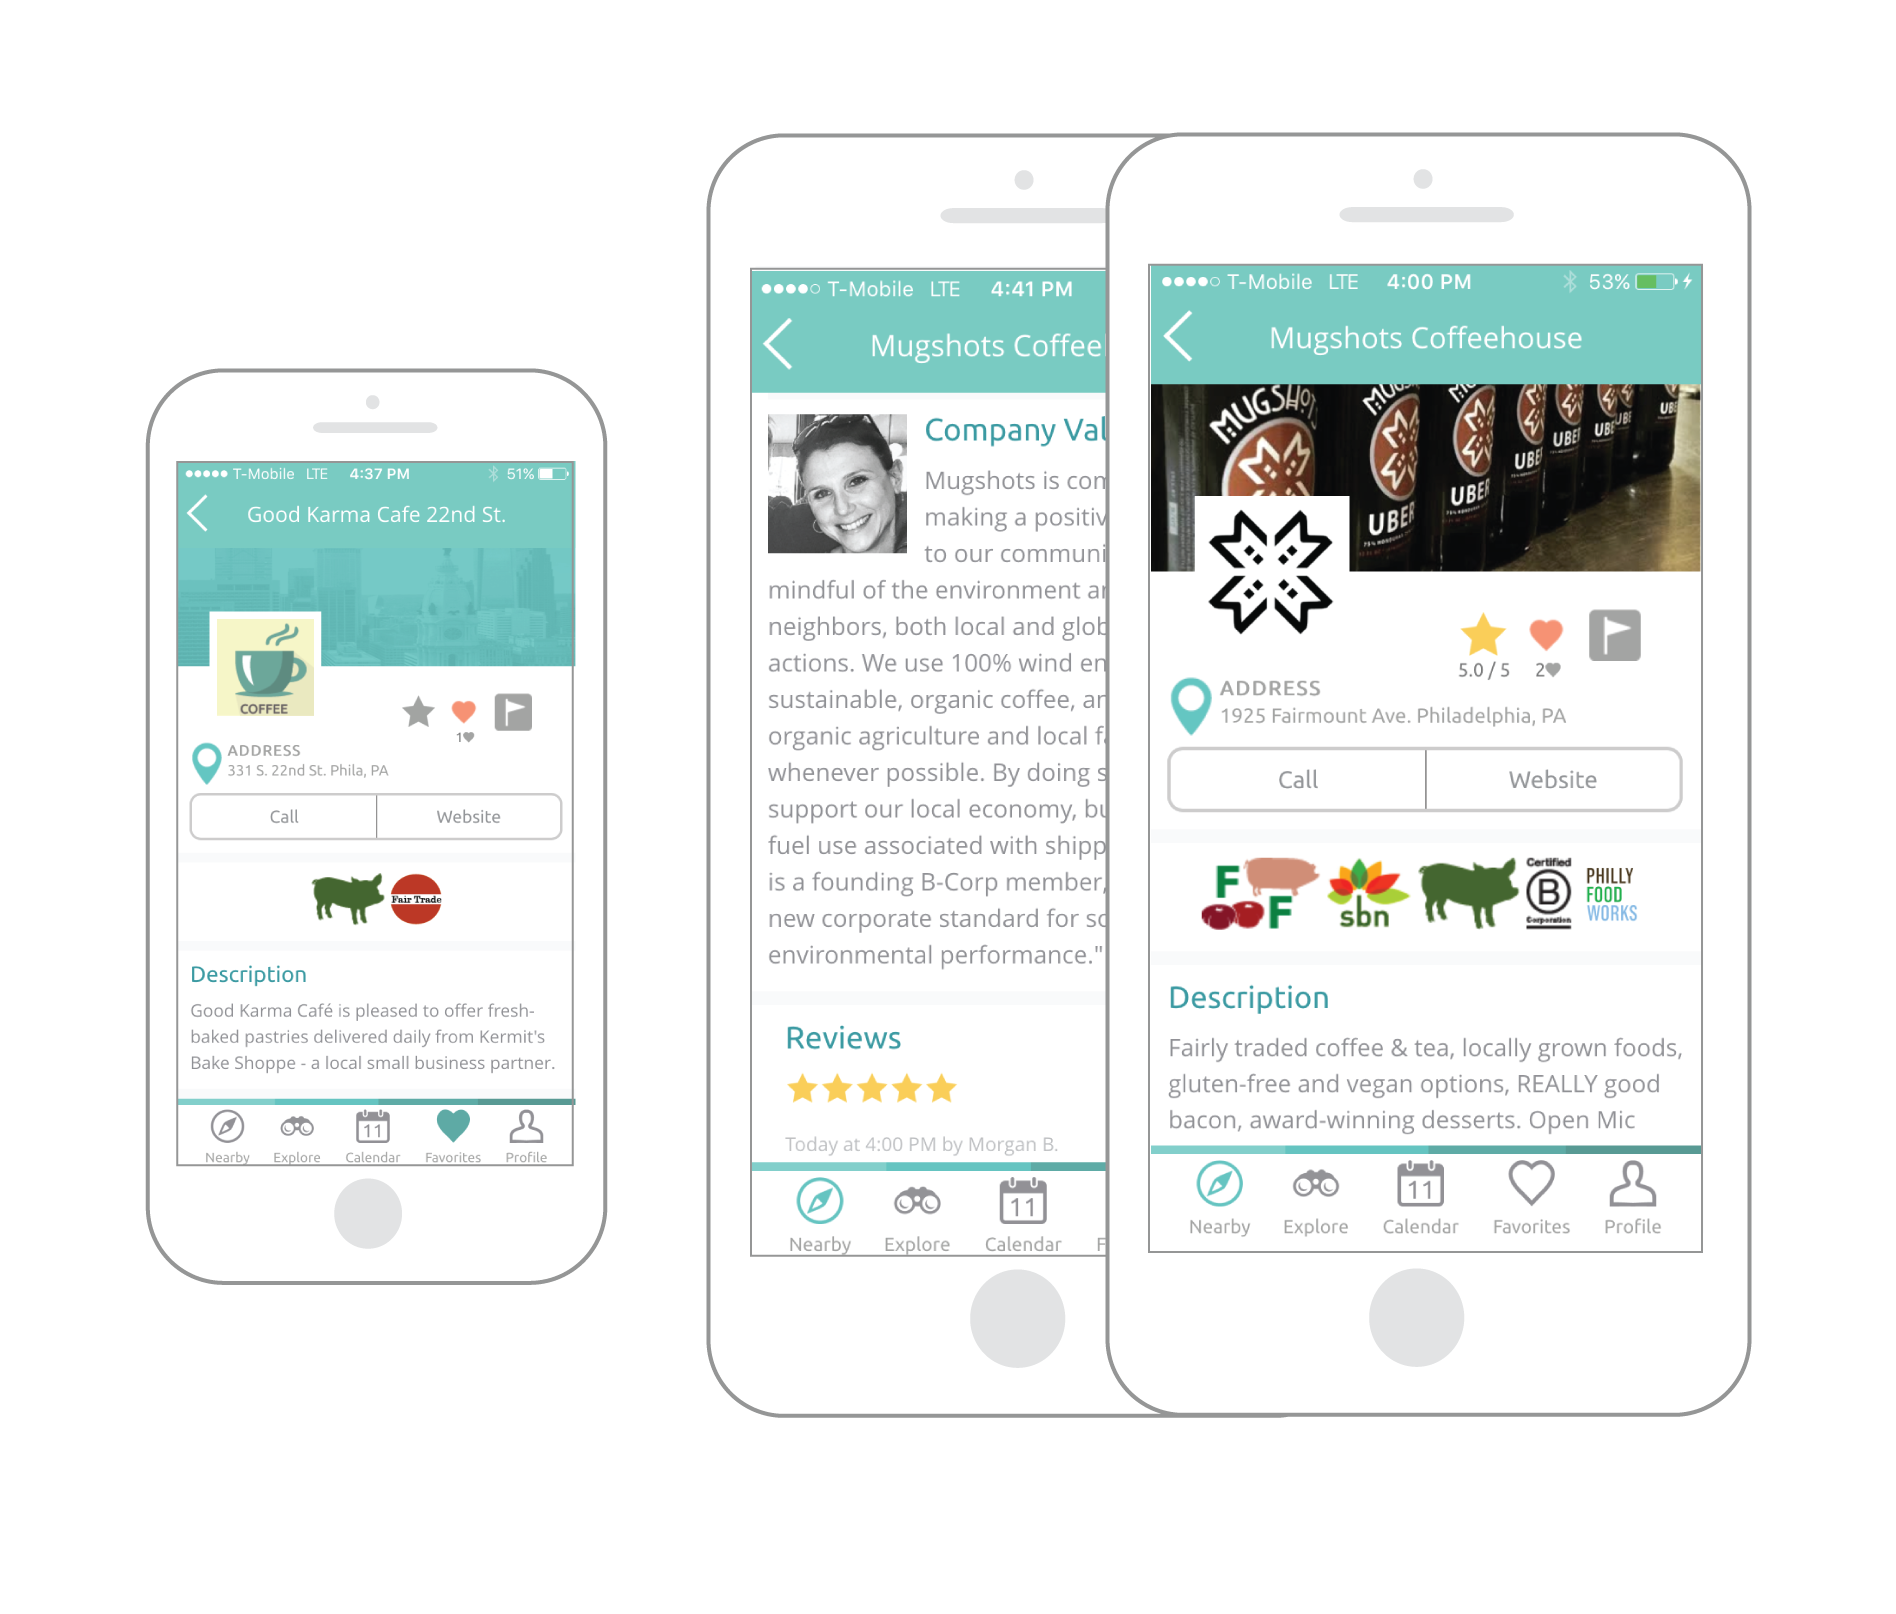 T-Mobile LTE 4:37 PM 51%
Good Karma Cafe 22nd St.
COFFEE
1
ADDRESS
331 S. 22nd St. Phila, PA
Call Website
Fair Trade
Description
Good Karma Café is pleased to offer fresh-
baked pastries delivered daily from Kermit's
Bake Shoppe - a local small business partner.
11
Nearby Explore Calendar Favorites Profile
T-Mobile LTE 4:41 PM
Mugshots Coffee
Company Val
Mugshots is com
making a positiv
to our communi
mindful of the environment ar
neighbors, both local and glob
actions. We use 100% wind en
sustainable, organic coffee, ar
organic agriculture and local fa
whenever possible. By doing s
support our local economy, bu
fuel use associated with shipp
is a founding B-Corp member,
new corporate standard for so
environmental performance."
Reviews
Today at 4:00 PM by Morgan B.
11
Nearby Explore Calendar F
T-Mobile LTE 4:00 PM 53%
Mugshots Coffeehouse
MUGSHOTS
UBER
UBER
UBER
UBER
UBE
5.0 / 5 2
ADDRESS
1925 Fairmount Ave. Philadelphia, PA
Call Website
F
F
sbn
Certified
B
Corporation
PHILLY
FOOD
WORKS
Description
Fairly traded coffee & tea, locally grown foods,
gluten-free and vegan options, REALLY good
bacon, award-winning desserts. Open Mic
11
Nearby Explore Calendar Favorites Profile